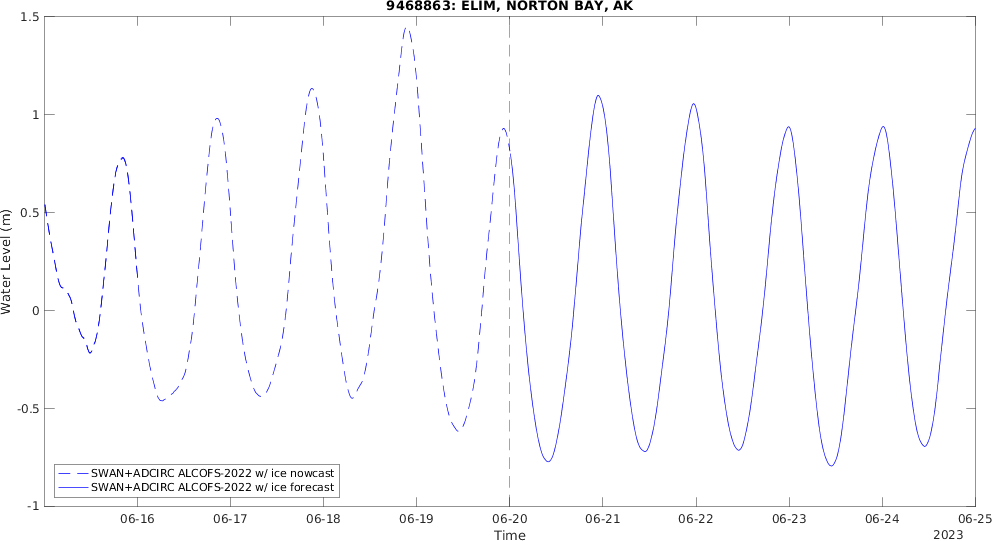 9468863: ELIM, NORTON BAY, AK
Water Level (m)
1.5
1
0.5
0
-0.5
-1
SWAN+ADCIRC ALCOFS-2022 w/ ice nowcast
SWAN+ADCIRC ALCOFS-2022 w/ ice forecast
06-16 06-17 06-18 06-19 06-20 06-21 06-22 06-23 06-24 06-25
Time
2023